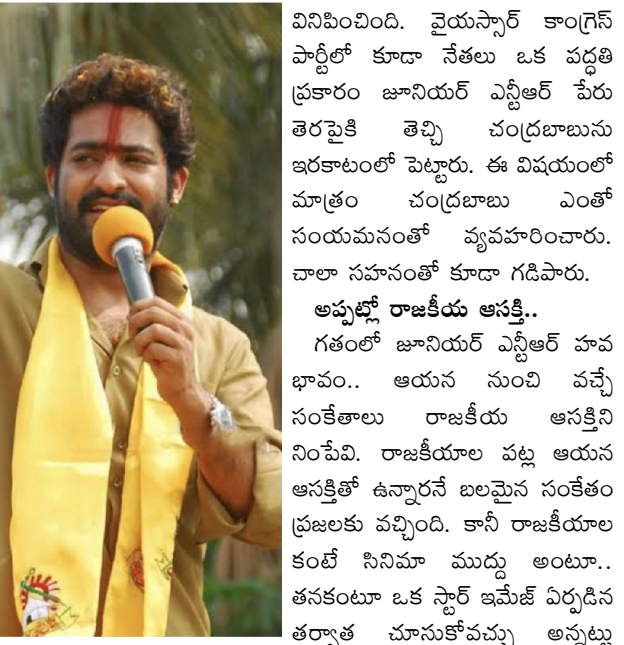 వినిపించింది. వైయస్సార్ కాంగ్రెస్
పార్టీలో కూడా నేతలు ఒక పద్ధతి
ప్రకారం జూనియర్ ఎన్టీఆర్ పేరు
తెరపైకి తెచ్చి చంద్రబాబును
ఇరకాటంలో పెట్టారు. ఈ విషయంలో
మాత్రం చంద్రబాబు ఎంతో
సంయమనంతో వ్యవహరించారు.
చాలా సహనంతో కూడా గడిపారు.
అప్పట్లో రాజకీయ ఆసక్తి..
గతంలో జూనియర్ ఎన్టీఆర్ హవ
భావం.. ఆయన నుంచి వచ్చే
సంకేతాలు రాజకీయ ఆసక్తిని
నింపేవి. రాజకీయాల పట్ల ఆయన
ఆసక్తితో ఉన్నారనే బలమైన సంకేతం
ప్రజలకు వచ్చింది. కానీ రాజకీయాల
కంటే సినిమా ముద్దు అంటూ..
తనకంటూ ఒక స్టార్ ఇమేజ్ ఏర్పడిన
తర్వాత చూసుకోవచ్చు అన్నట్టు